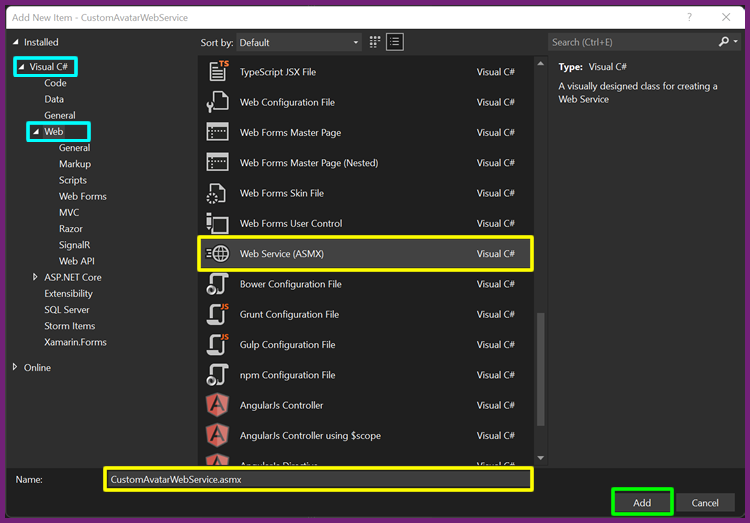 Add New Item - CustomAvatarWebService
? X
Installed
Sort by: Default
Search (Ctrl+E)
Visual C#
Code
Data
General
Web
General
Markup
Scripts
Web Forms
MVC
Razor
SignalR
Web API
ASP.NET Core
Extensibility
SQL Server
Storm Items
Xamarin.Forms
Online
TS
TypeScript JSX File Visual C#
Web Configuration File Visual C#
Web Forms Master Page Visual C#
Web Forms Master Page (Nested) Visual C#
Web Forms Skin File Visual C#
Web Forms User Control Visual C#
Web Service (ASMX) Visual C#
Bower Configuration File Visual C#
JS
Grunt Configuration File Visual C#
JS
Gulp Configuration File Visual C#
npm Configuration File Visual C#
A
AngularJs Controller Visual C#
A
AngularJs Controller using $scope Visual C#
A
AngularJs Directive Visual C#
Type: Visual C#
A visually designed class for creating a
Web Service
Name: CustomAvatarWebService.asmx
Add Cancel